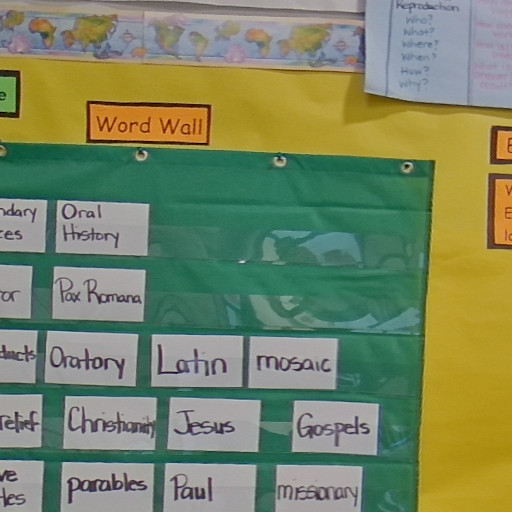 Reproduction
Who?
What?
Where?
When?
How?
Why?
e
Word Wall
E
ndary
ces
Oral
History
or
Pax Romana
ducts
Oratory
Latin
mosaic
relief
Christianity
Jesus
Gospels
ve
les
parables
Paul
missionary